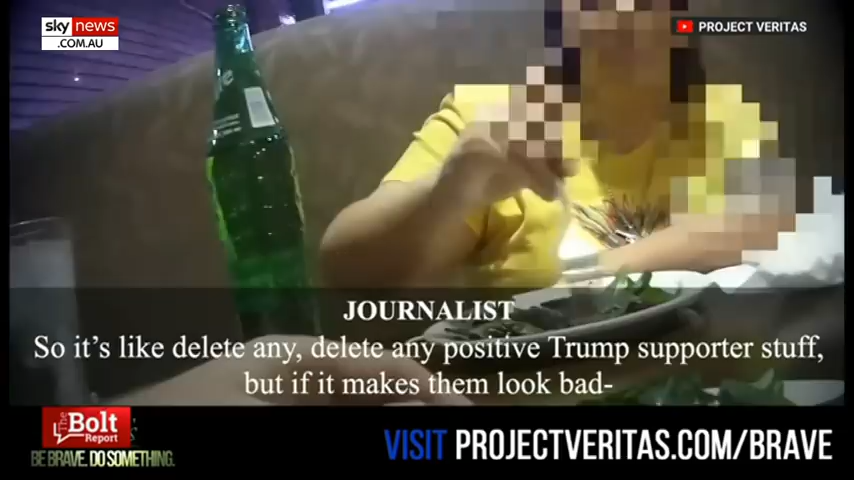 sky news
.COM.AU
PROJECT VERITAS
JOURNALIST
So it's like delete any, delete any positive Trump supporter stuff,
but if it makes them look bad-
The Bolt
Report
BE BRAVE. DO SOMETHING.
VISIT PROJECTVERITAS.COM/BRAVE